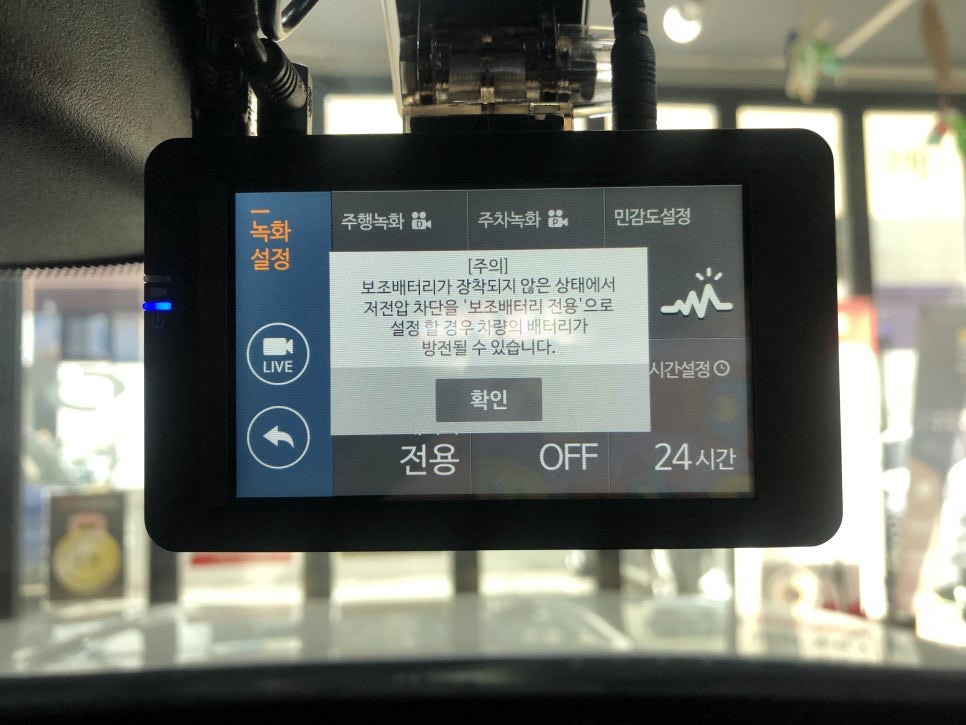 녹화
설정
주행녹화 D
주차녹화 P
민감도설정
[주의]
보조배터리가 장착되지 않은 상태에서
저전압 차단을 '보조배터리 전용'으로
설정 할 경우 차량의 배터리가
방전될 수 있습니다.
확인
LIVE
시간설정
전용
OFF
24시간